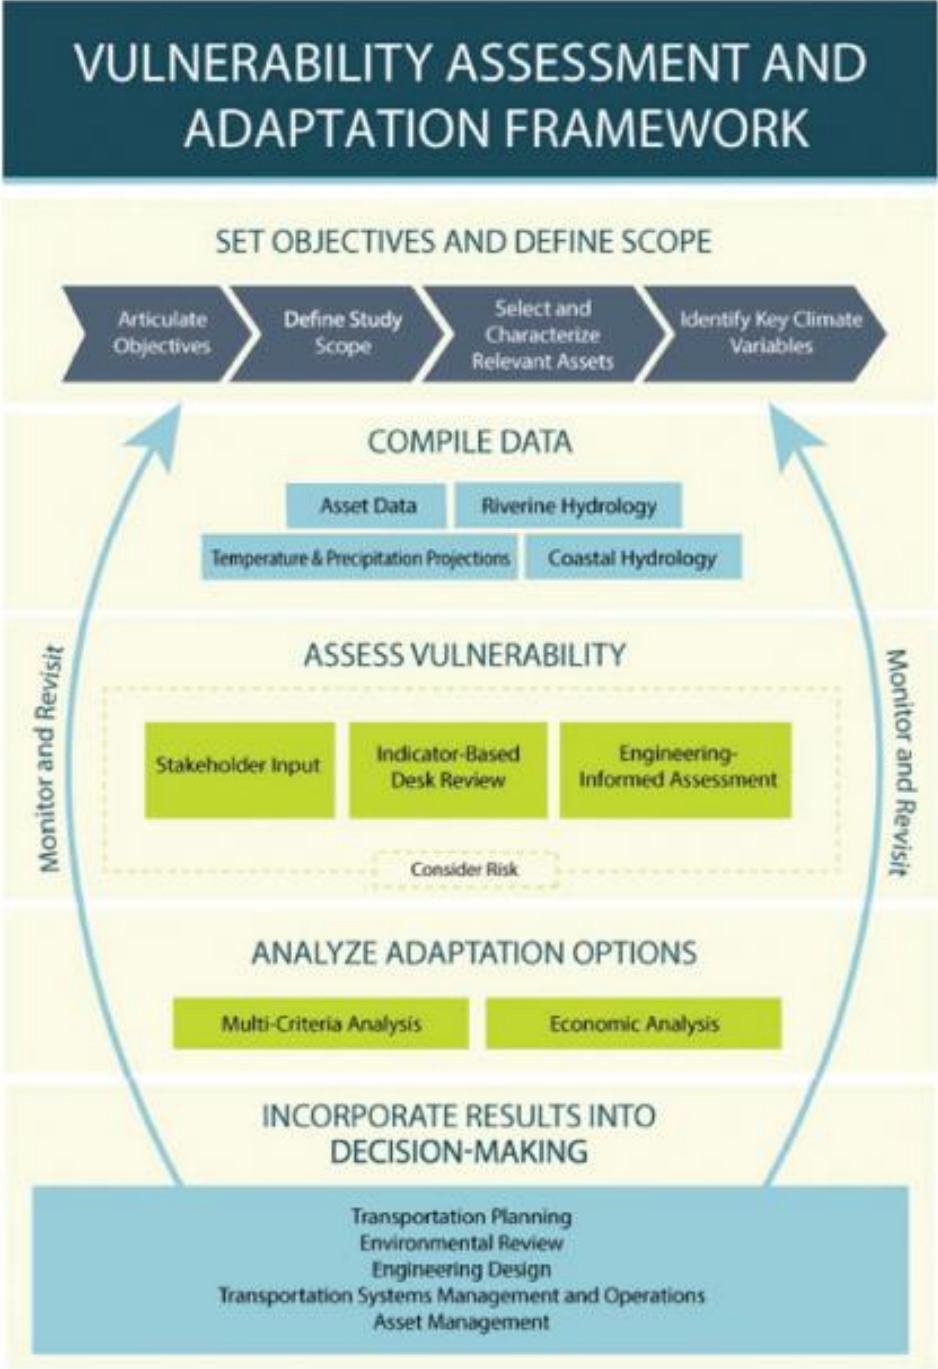 VULNERABILITY ASSESSMENT AND
ADAPTATION FRAMEWORK
SET OBJECTIVES AND DEFINE SCOPE
Articulate
Objectives
Define Study
Scope
Select and
Characterize
Relevant Assets
Identify Key Climate
Variables
COMPILE DATA
Asset Data
Riverine Hydrology
Temperature & Precipitation Projections
Coastal Hydrology
Monitor and Revisit
ASSESS VULNERABILITY
Stakeholder Input
Indicator-Based
Desk Review
Engineering-
Informed Assessment
Consider Risk
Monitor and Revisit
ANALYZE ADAPTATION OPTIONS
Multi-Criteria Analysis
Economic Analysis
INCORPORATE RESULTS INTO
DECISION-MAKING
Transportation Planning
Environmental Review
Engineering Design
Transportation Systems Management and Operations
Asset Management